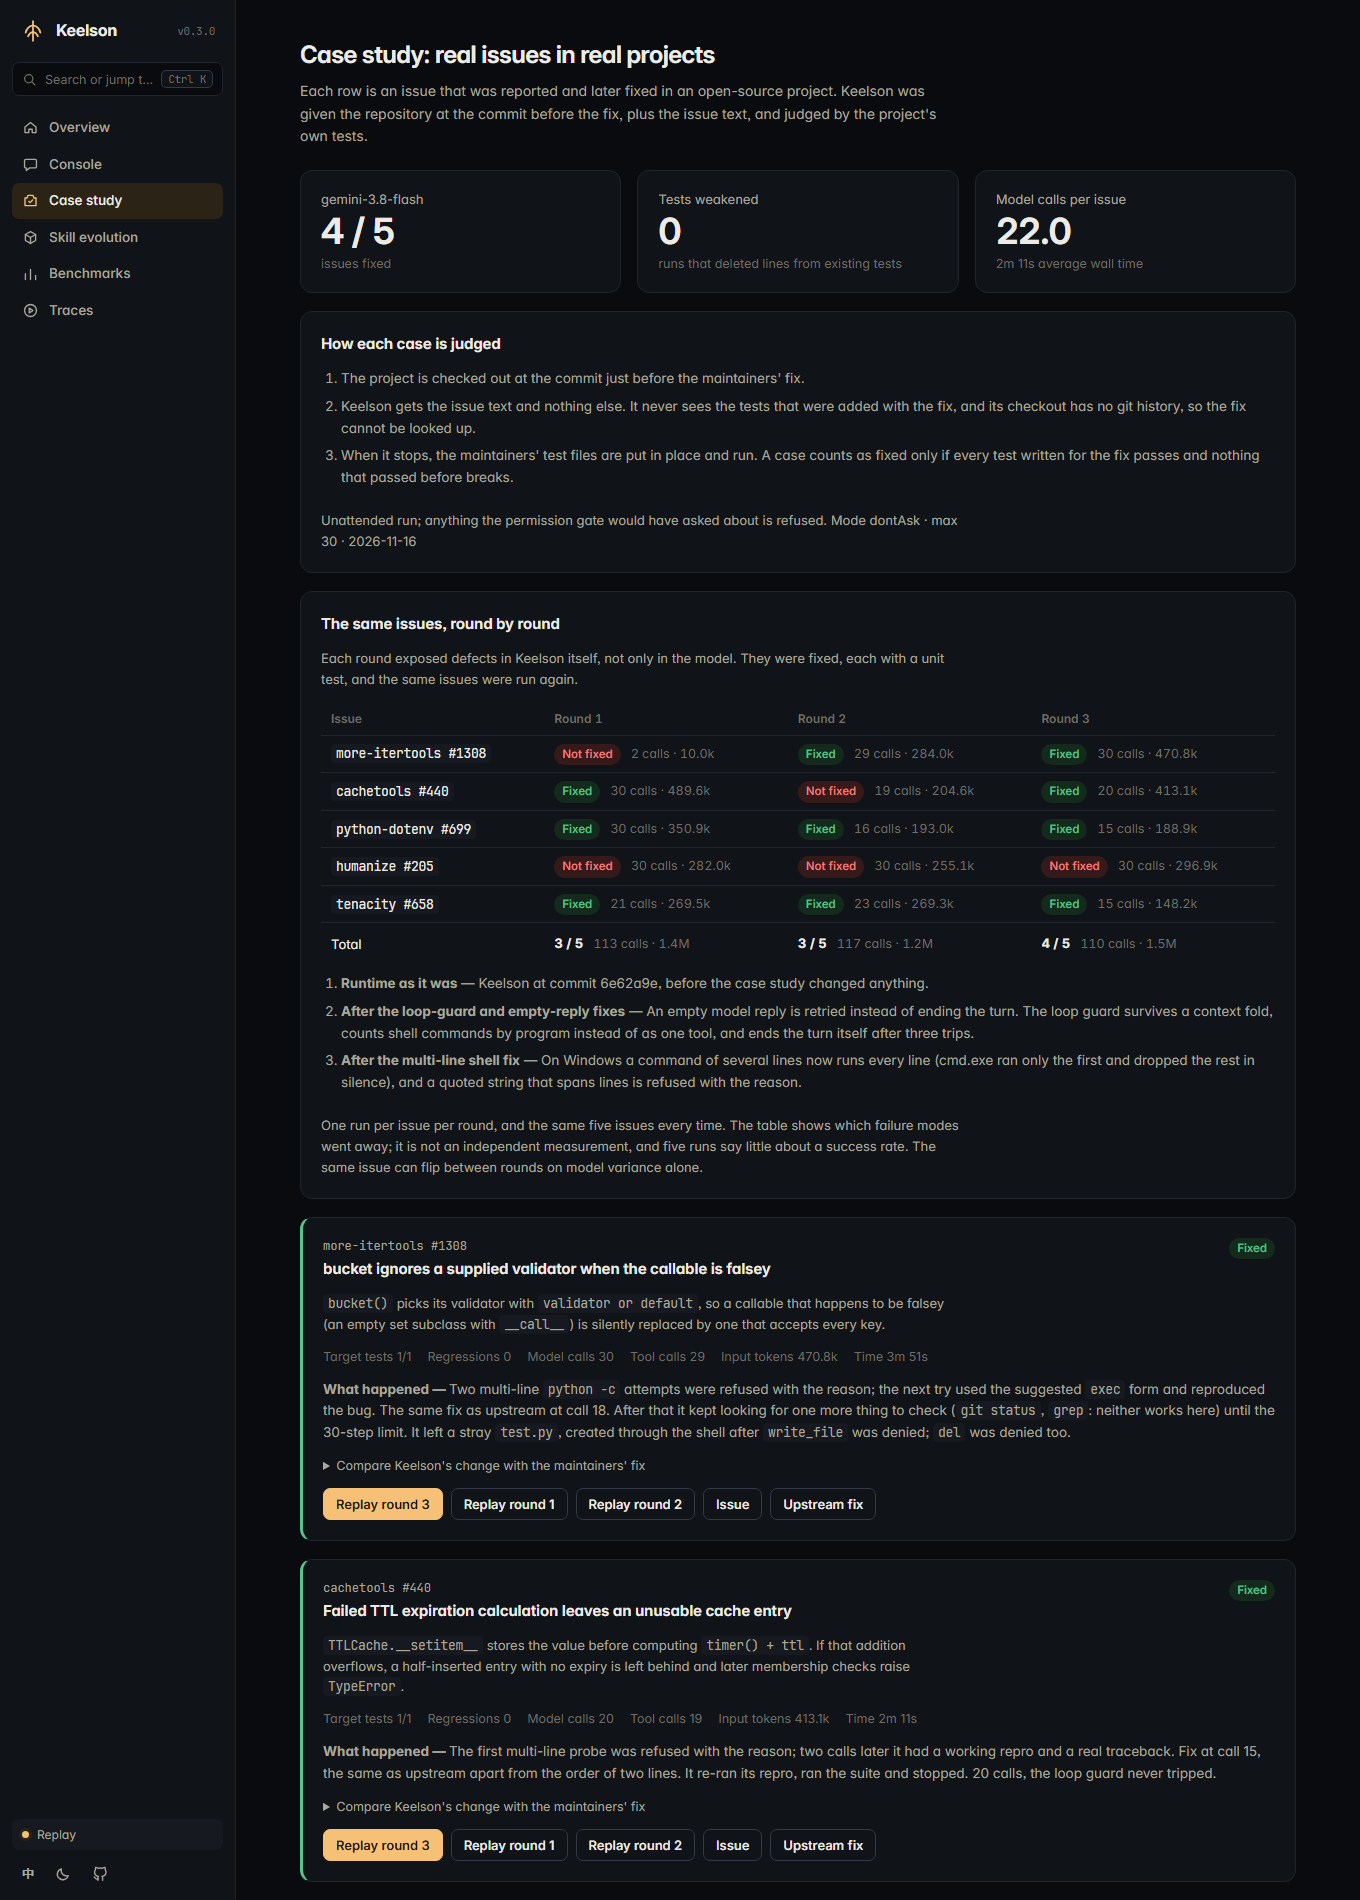 Keelson
v0.3.0
Search or jump t...
Ctrl K
Overview
Console
Case study
Skill evolution
Benchmarks
Traces
Replay
中
Case study: real issues in real projects
Each row is an issue that was reported and later fixed in an open-source project. Keelson was
given the repository at the commit before the fix, plus the issue text, and judged by the project's
own tests.
gemini-3.8-flash
4 / 5
issues fixed
Tests weakened
0
runs that deleted lines from existing tests
Model calls per issue
22.0
2m 11s average wall time
How each case is judged
1. The project is checked out at the commit just before the maintainers' fix.
2. Keelson gets the issue text and nothing else. It never sees the tests that were added with the fix, and its checkout has no git history, so the fix
cannot be looked up.
3. When it stops, the maintainers' test files are put in place and run. A case counts as fixed only if every test written for the fix passes and nothing
that passed before breaks.
Unattended run; anything the permission gate would have asked about is refused. Mode dontAsk · max
30 · 2026-11-16
The same issues, round by round
Each round exposed defects in Keelson itself, not only in the model. They were fixed, each with a unit
test, and the same issues were run again.
Issue Round 1 Round 2 Round 3
more-itertools #1308 Not fixed 2 calls · 10.0k Fixed 29 calls · 284.0k Fixed 30 calls · 470.8k
cachetools #440 Fixed 30 calls · 489.6k Not fixed 19 calls · 204.6k Fixed 20 calls · 413.1k
python-dotenv #699 Fixed 30 calls · 350.9k Fixed 16 calls · 193.0k Fixed 15 calls · 188.9k
humanize #205 Not fixed 30 calls · 282.0k Not fixed 30 calls · 255.1k Not fixed 30 calls · 296.9k
tenacity #658 Fixed 21 calls · 269.5k Fixed 23 calls · 269.3k Fixed 15 calls · 148.2k
Total 3 / 5 113 calls · 1.4M 3 / 5 117 calls · 1.2M 4 / 5 110 calls · 1.5M
1. Runtime as it was — Keelson at commit 6e62a9e, before the case study changed anything.
2. After the loop-guard and empty-reply fixes — An empty model reply is retried instead of ending the turn. The loop guard survives a context fold,
counts shell commands by program instead of as one tool, and ends the turn itself after three trips.
3. After the multi-line shell fix — On Windows a command of several lines now runs every line (cmd.exe ran only the first and dropped the rest in
silence), and a quoted string that spans lines is refused with the reason.
One run per issue per round, and the same five issues every time. The table shows which failure modes
went away; it is not an independent measurement, and five runs say little about a success rate. The
same issue can flip between rounds on model variance alone.
more-itertools #1308
Fixed
bucket ignores a supplied validator when the callable is falsey
bucket() picks its validator with validator or default, so a callable that happens to be falsey
(an empty set subclass with __call__) is silently replaced by one that accepts every key.
Target tests 1/1 Regressions 0 Model calls 30 Tool calls 29 Input tokens 470.8k Time 3m 51s
What happened — Two multi-line python -c attempts were refused with the reason; the next try used the suggested exec form and reproduced
the bug. The same fix as upstream at call 18. After that it kept looking for one more thing to check (git status, grep: neither works here) until the
30-step limit. It left a stray test.py, created through the shell after write_file was denied; del was denied too.
▶ Compare Keelson's change with the maintainers' fix
Replay round 3 Replay round 1 Replay round 2 Issue Upstream fix
cachetools #440
Fixed
Failed TTL expiration calculation leaves an unusable cache entry
TTLCache.__setitem__ stores the value before computing timer() + ttl. If that addition
overflows, a half-inserted entry with no expiry is left behind and later membership checks raise
TypeError.
Target tests 1/1 Regressions 0 Model calls 20 Tool calls 19 Input tokens 413.1k Time 2m 11s
What happened — The first multi-line probe was refused with the reason; two calls later it had a working repro and a real traceback. Fix at call 15,
the same as upstream apart from the order of two lines. It re-ran its repro, ran the suite and stopped. 20 calls, the loop guard never tripped.
▶ Compare Keelson's change with the maintainers' fix
Replay round 3 Replay round 1 Replay round 2 Issue Upstream fix